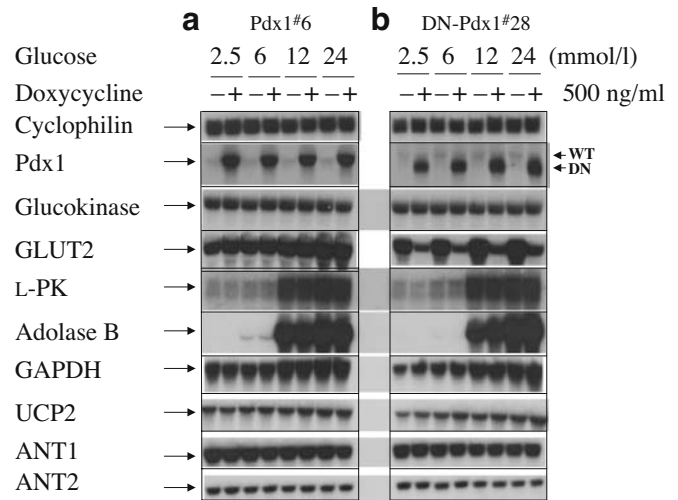 a Pdx1#6 b DN-Pdx1#28
Glucose 2.5 6 12 24 2.5 6 12 24 (mmol/l)
Doxycycline −+ −+ −+ −+ −+ −+ −+ −+ 500 ng/ml
Cyclophilin
Pdx1 WT
DN
Glucokinase
GLUT2
L-PK
Adolase B
GAPDH
UCP2
ANT1
ANT2